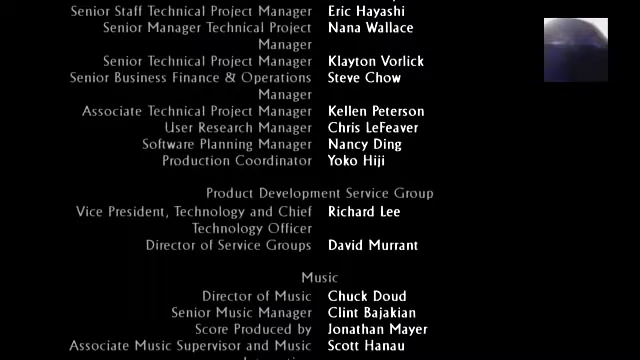 Senior Staff Technical Project Manager Eric Hayashi
Senior Manager Technical Project Nana Wallace
Manager
Senior Technical Project Manager Klayton Vorlick
Senior Business Finance & Operations Steve Chow
Manager
Associate Technical Project Manager Kellen Peterson
User Research Manager Chris LeFeaver
Software Planning Manager Nancy Ding
Production Coordinator Yoko Hiji
Product Development Service Group
Vice President, Technology and Chief Richard Lee
Technology Officer
Director of Service Groups David Murrant
Music
Director of Music Chuck Doud
Senior Music Manager Clint Bajakian
Score Produced by Jonathan Mayer
Associate Music Supervisor and Music Scott Hanau